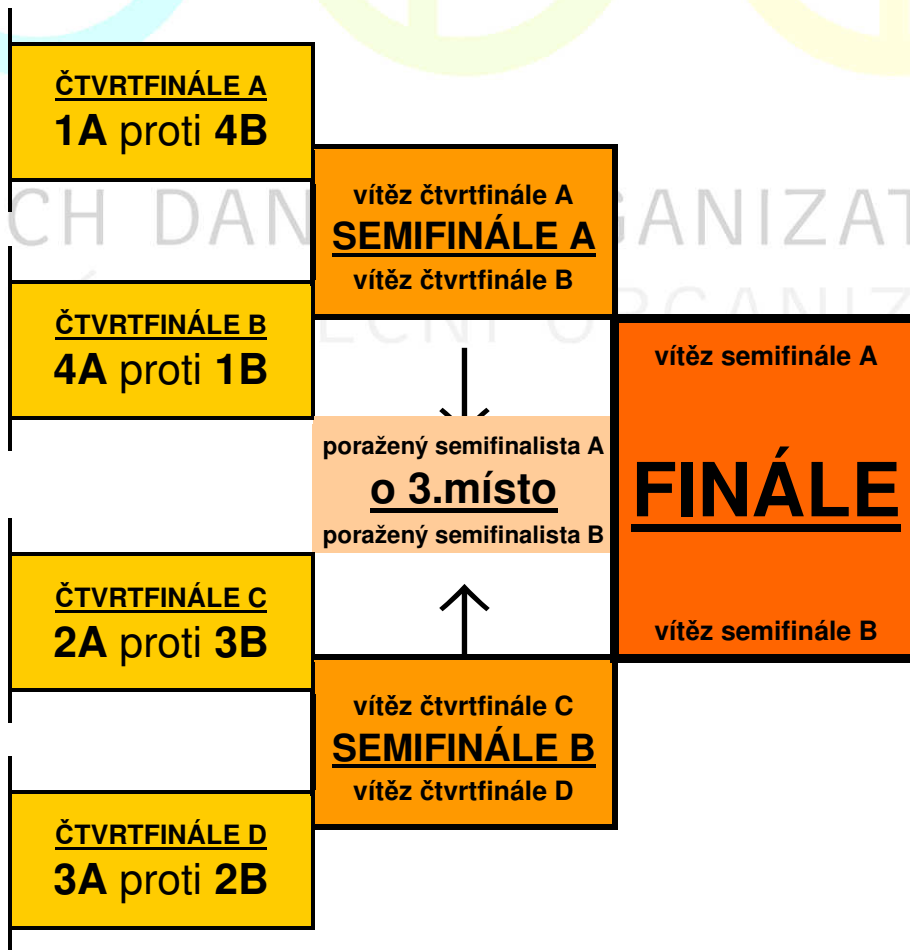 ČTVRTFINÁLE A
1A proti 4B
vítěz čtvrtfinále A
SEMIFINÁLE A
vítěz čtvrtfinále B
ČTVRTFINÁLE B
4A proti 1B
vítěz semifinále A
FINÁLE
vítěz semifinále B
poražený semifinalista A
o 3.místo
poražený semifinalista B
ČTVRTFINÁLE C
2A proti 3B
vítěz čtvrtfinále C
SEMIFINÁLE B
vítěz čtvrtfinále D
ČTVRTFINÁLE D
3A proti 2B